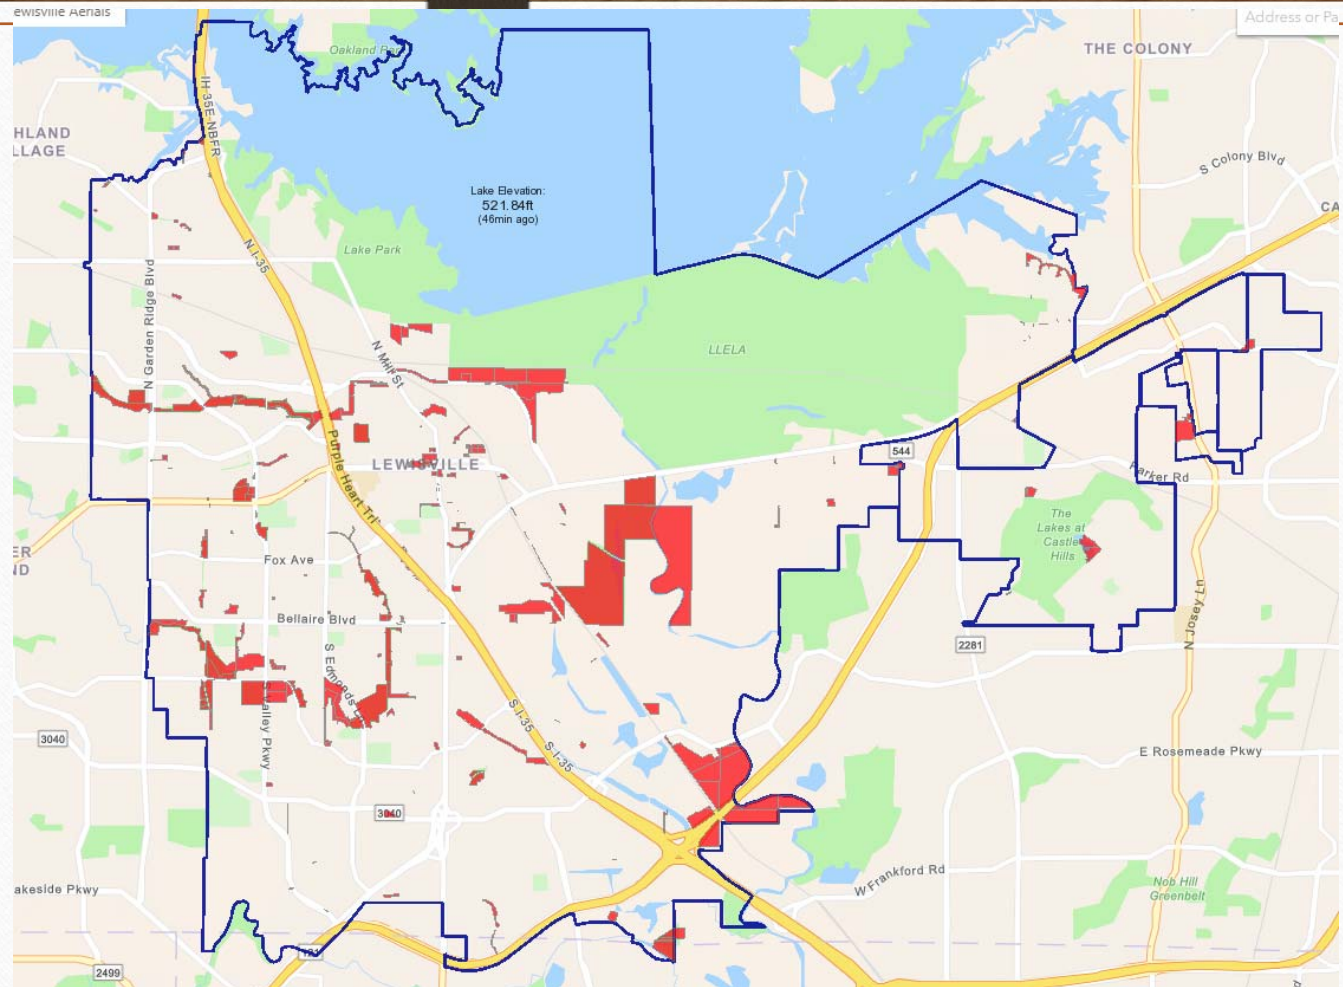 ewisville Aerials
Address or Pa
Oakland Par
THE COLONY
IH 35E NBFR
HLAND
LLAGE
S Colony Blvd
Lake Elevation:
521.84ft
(46min ago)
CA
N I-35
Lake Park
N Garden Ridge Blvd
N Mill St
LLELA
Purple Heart Trl
LEWISVILLE
544
Parker Rd
The
Lakes at
Castle
Hills
ER
ND
Fox Ave
Bellaire Blvd
N Josey Ln
2281
S Edmonds Ln
S Valley Pkwy
S I-35
S I-35
3040
E Rosemeade Pkwy
3040
W Frankford Rd
akeside Pkwy
Nob Hill
Greenbelt
121
2499